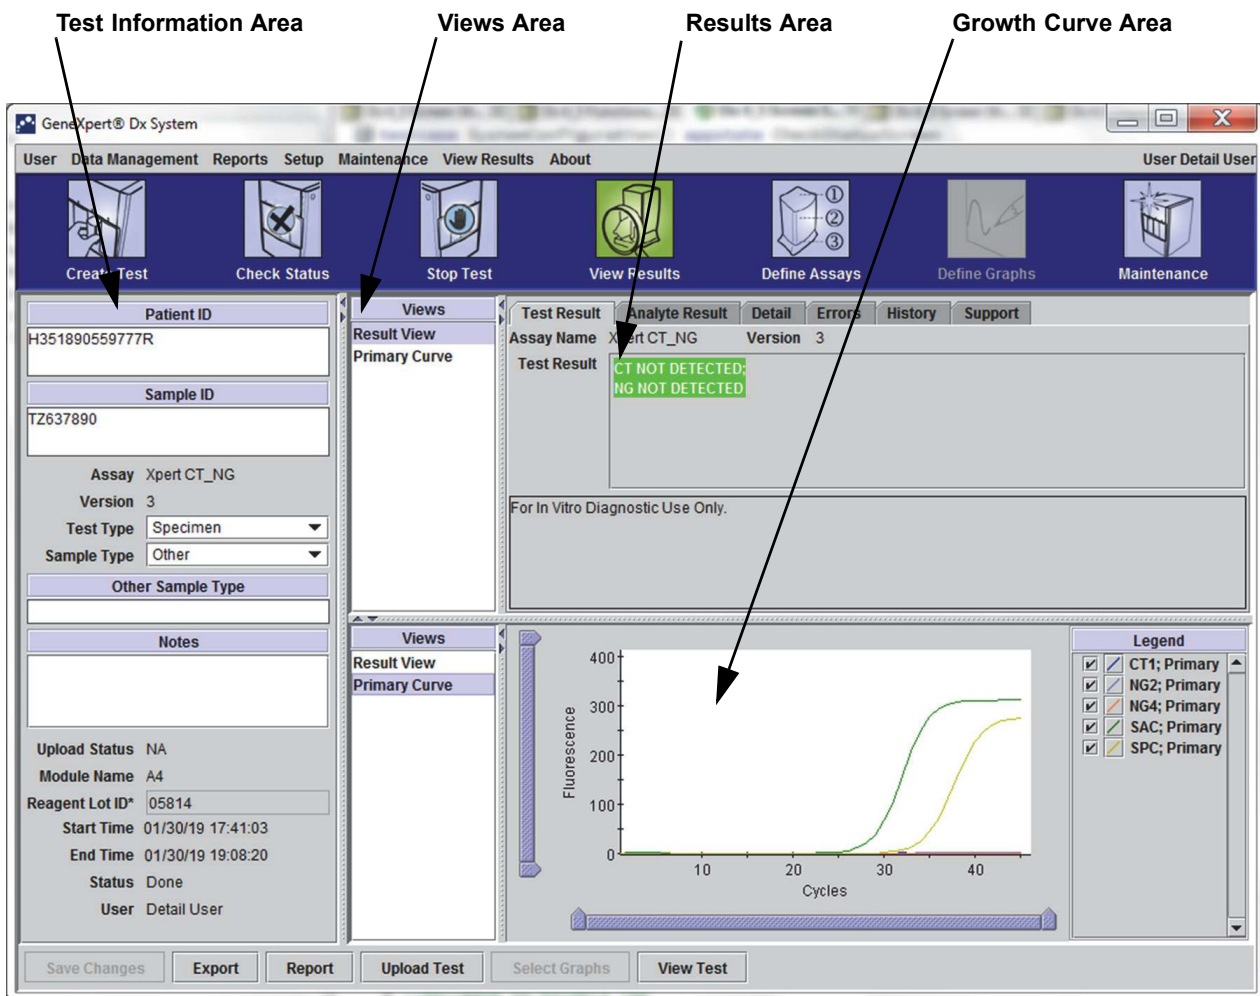 Test Information Area
Views Area
Results Area
Growth Curve Area
GeneXpert® Dx System
User Data Management Reports Setup Maintenance View Results About
User Detail User
Create Test
Check Status
Stop Test
View Results
Define Assays
Define Graphs
Maintenance
Patient ID
H351890559777R
Sample ID
TZ637890
Assay Xpert CT_NG
Version 3
Test Type Specimen
Sample Type Other
Other Sample Type
Notes
Upload Status NA
Module Name A4
Reagent Lot ID* 05814
Start Time 01/30/19 17:41:03
End Time 01/30/19 19:08:20
Status Done
User Detail User
Views
Result View
Primary Curve
Test Result Analyte Result Detail Errors History Support
Assay Name Xpert CT_NG Version 3
Test Result
CT NOT DETECTED;
NG NOT DETECTED
For In Vitro Diagnostic Use Only.
Views
Result View
Primary Curve
400
300
200
100
0
Fluorescence
10 20 30 40
Cycles
Legend
CT1; Primary
NG2; Primary
NG4; Primary
SAC; Primary
SPC; Primary
Save Changes
Export
Report
Upload Test
Select Graphs
View Test